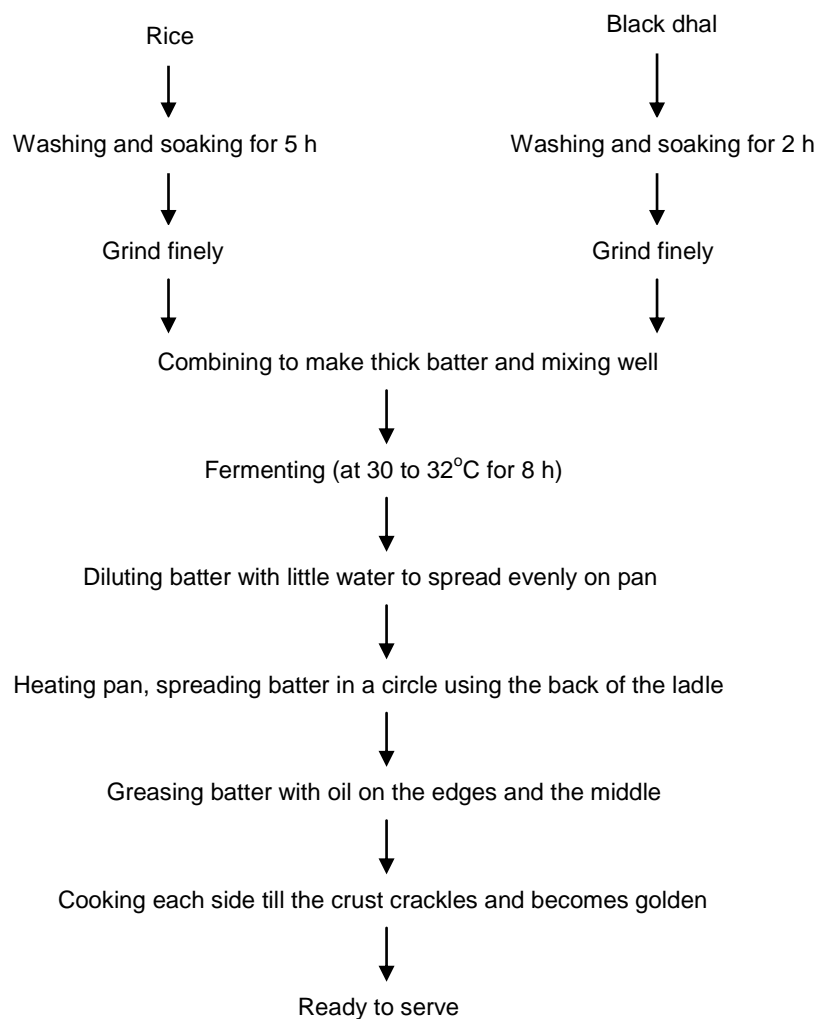 Rice
Black dhal
Washing and soaking for 5 h
Washing and soaking for 2 h
Grind finely
Grind finely
Combining to make thick batter and mixing well
Fermenting (at 30 to 32°C for 8 h)
Diluting batter with little water to spread evenly on pan
Heating pan, spreading batter in a circle using the back of the ladle
Greasing batter with oil on the edges and the middle
Cooking each side till the crust crackles and becomes golden
Ready to serve